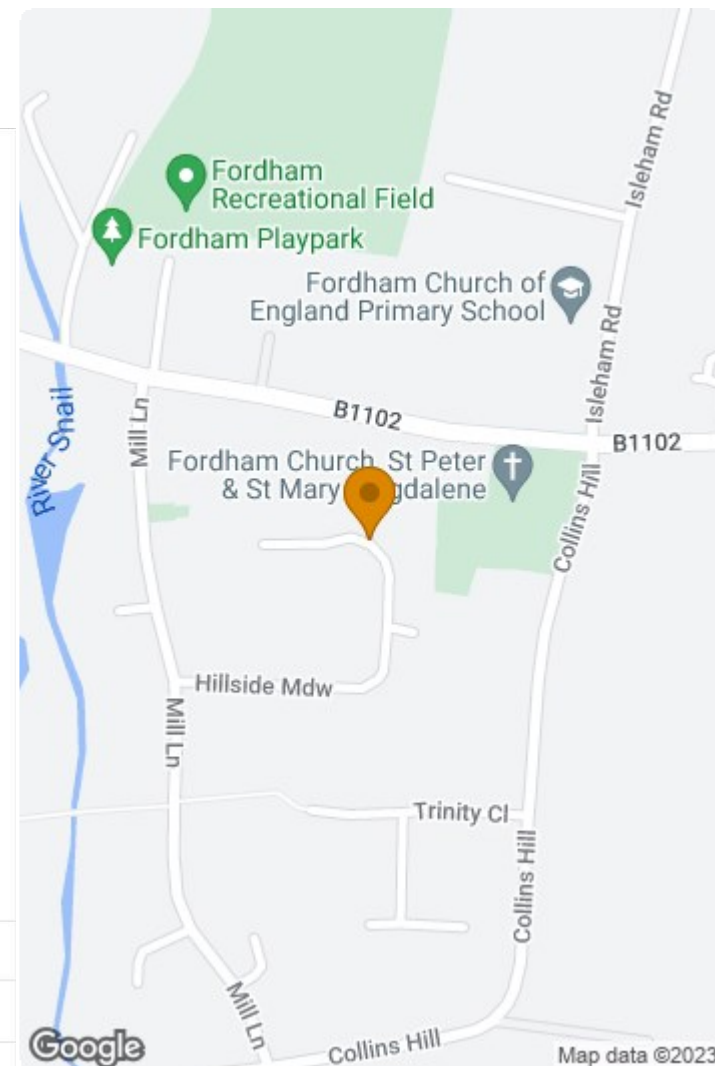 Isleham Rd
Fordham
Recreational Field
Fordham Playpark
Fordham Church of
England Primary School
Isleham Rd
B1102
B1102
Mill Ln
River Snail
Fordham Church, St Peter
& St Mary gdalene
Collins Hill
Hillside Mdw
Mill Ln
Trinity Cl
Collins Hill
Mill Ln
Collins Hill
Google
Map data ©2023